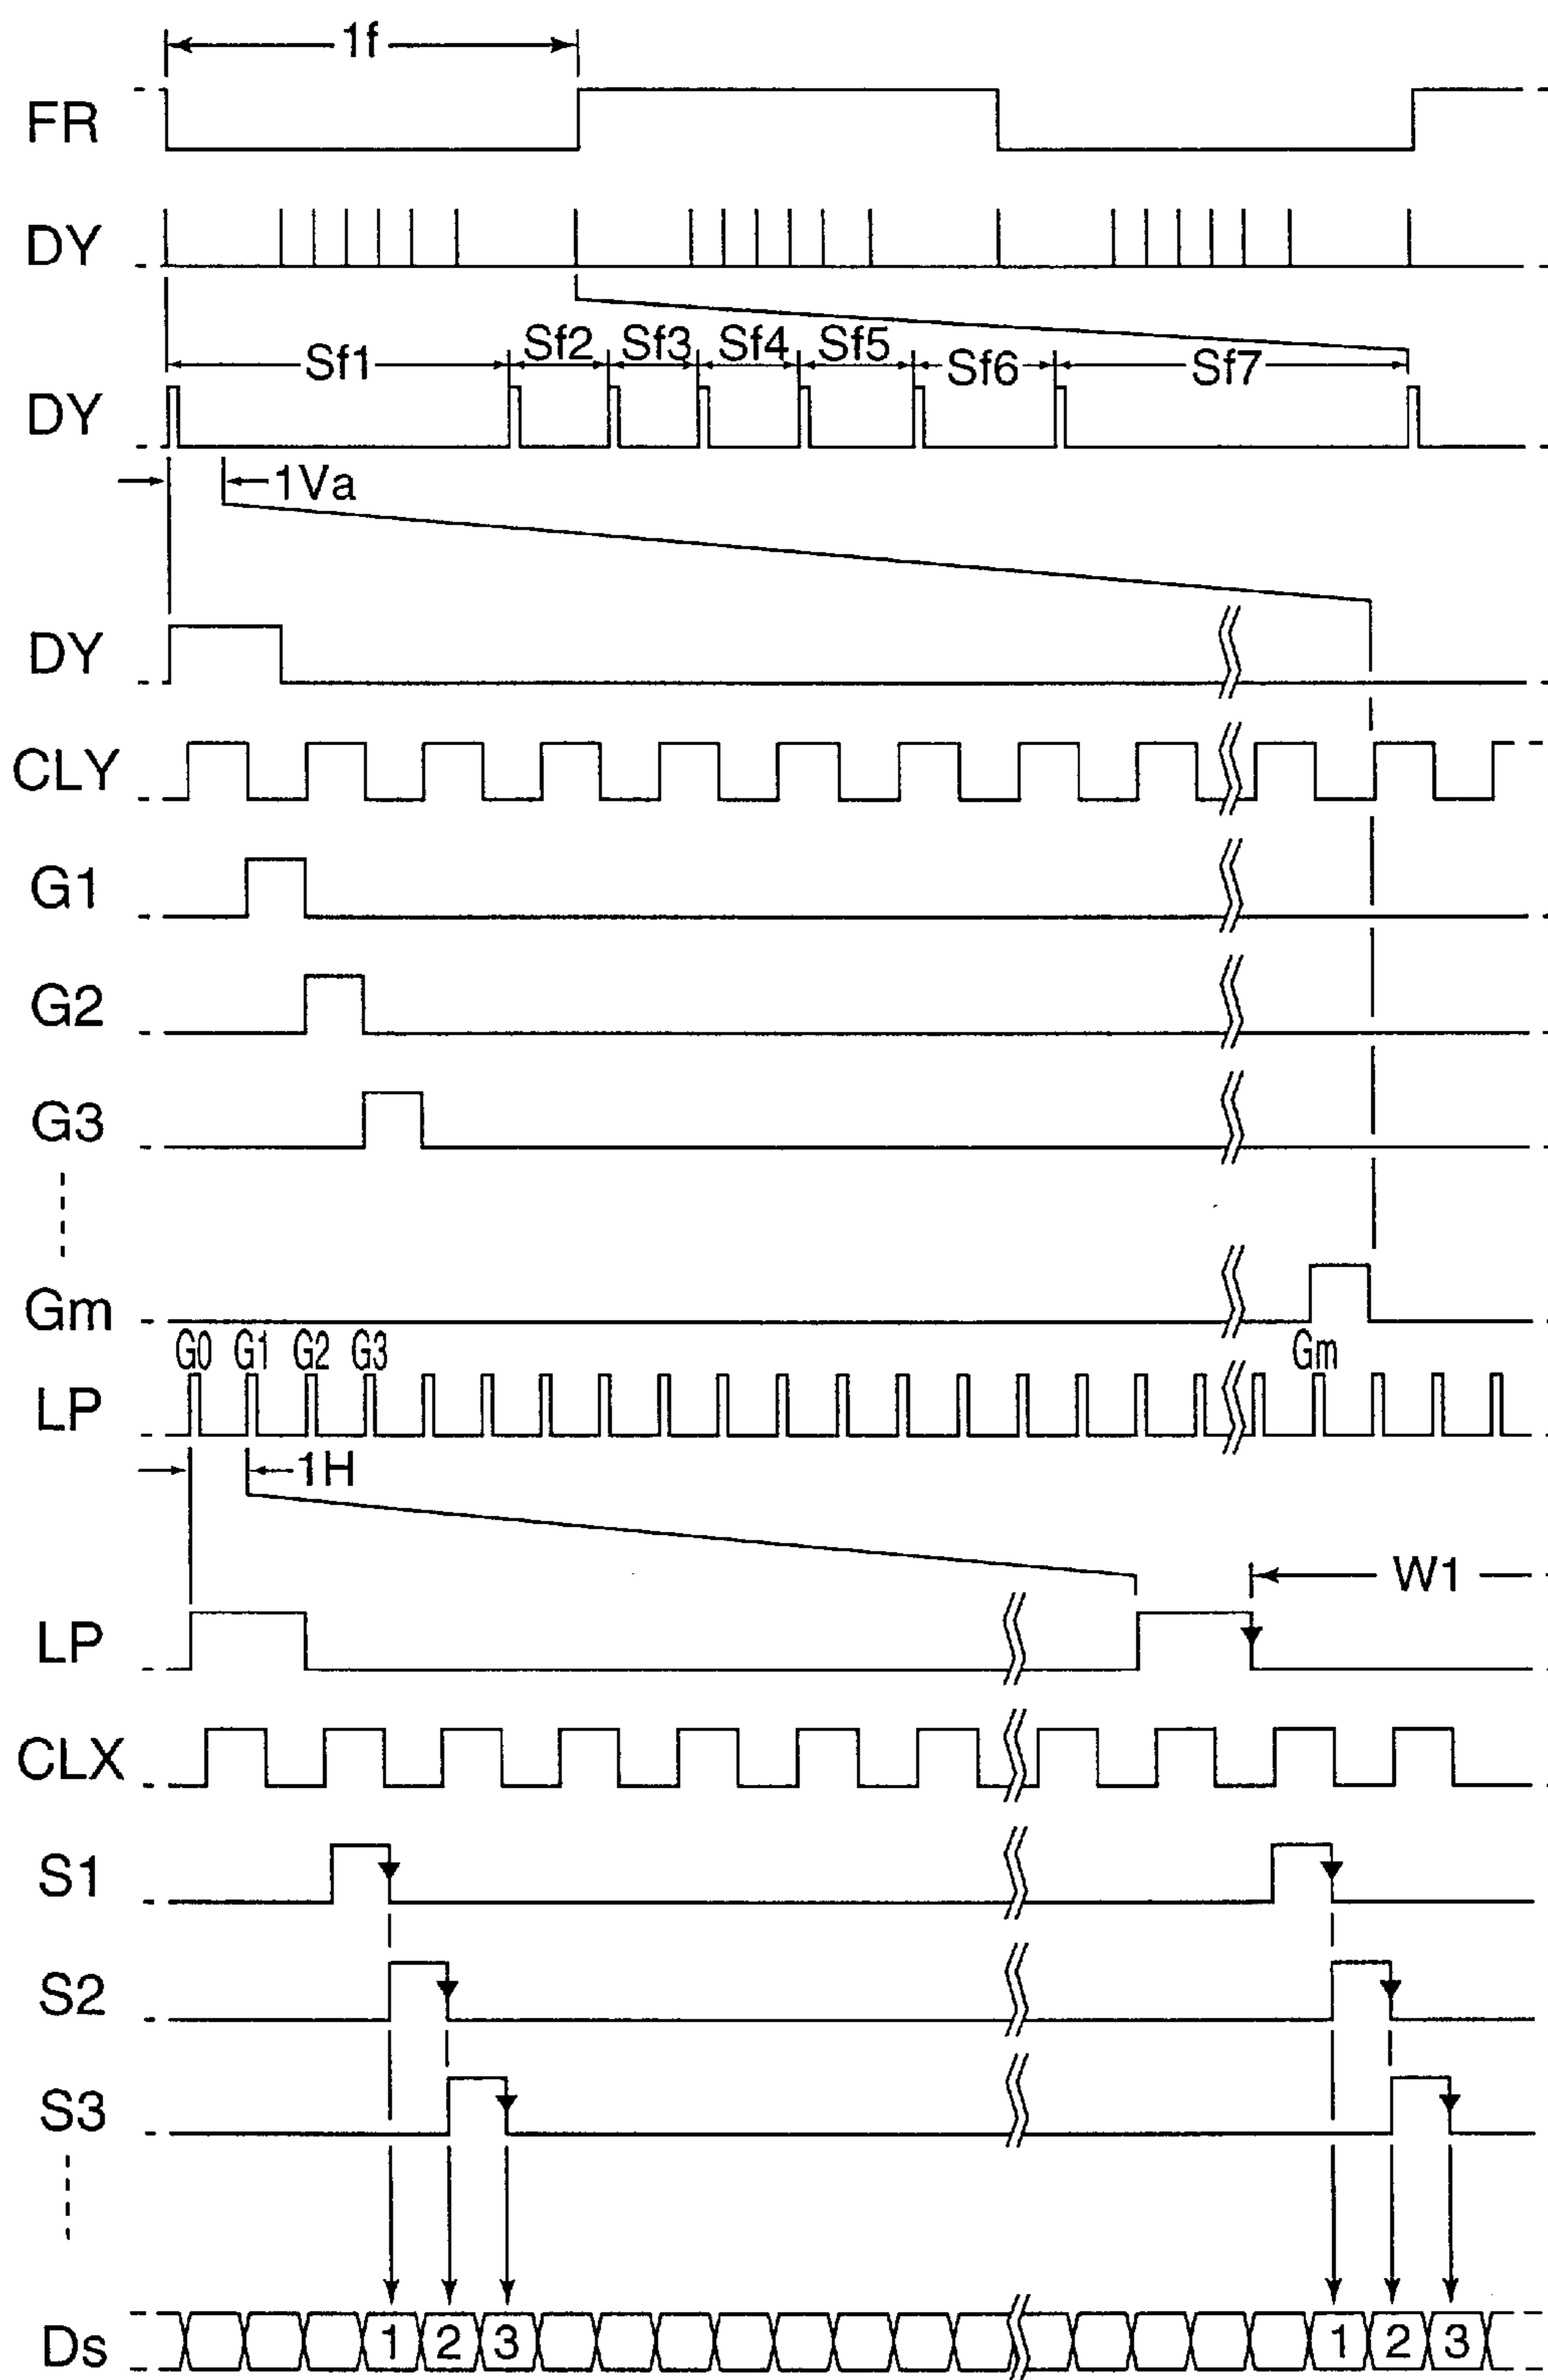 1f
FR
DY
Sf1 Sf2 Sf3 Sf4 Sf5 Sf6 Sf7
DY
1Va
DY
CLY
G1
G2
G3
Gm
G0 G1 G2 G3 Gm
LP
1H
W1
LP
CLX
S1
S2
S3
Ds 1 2 3 1 2 3